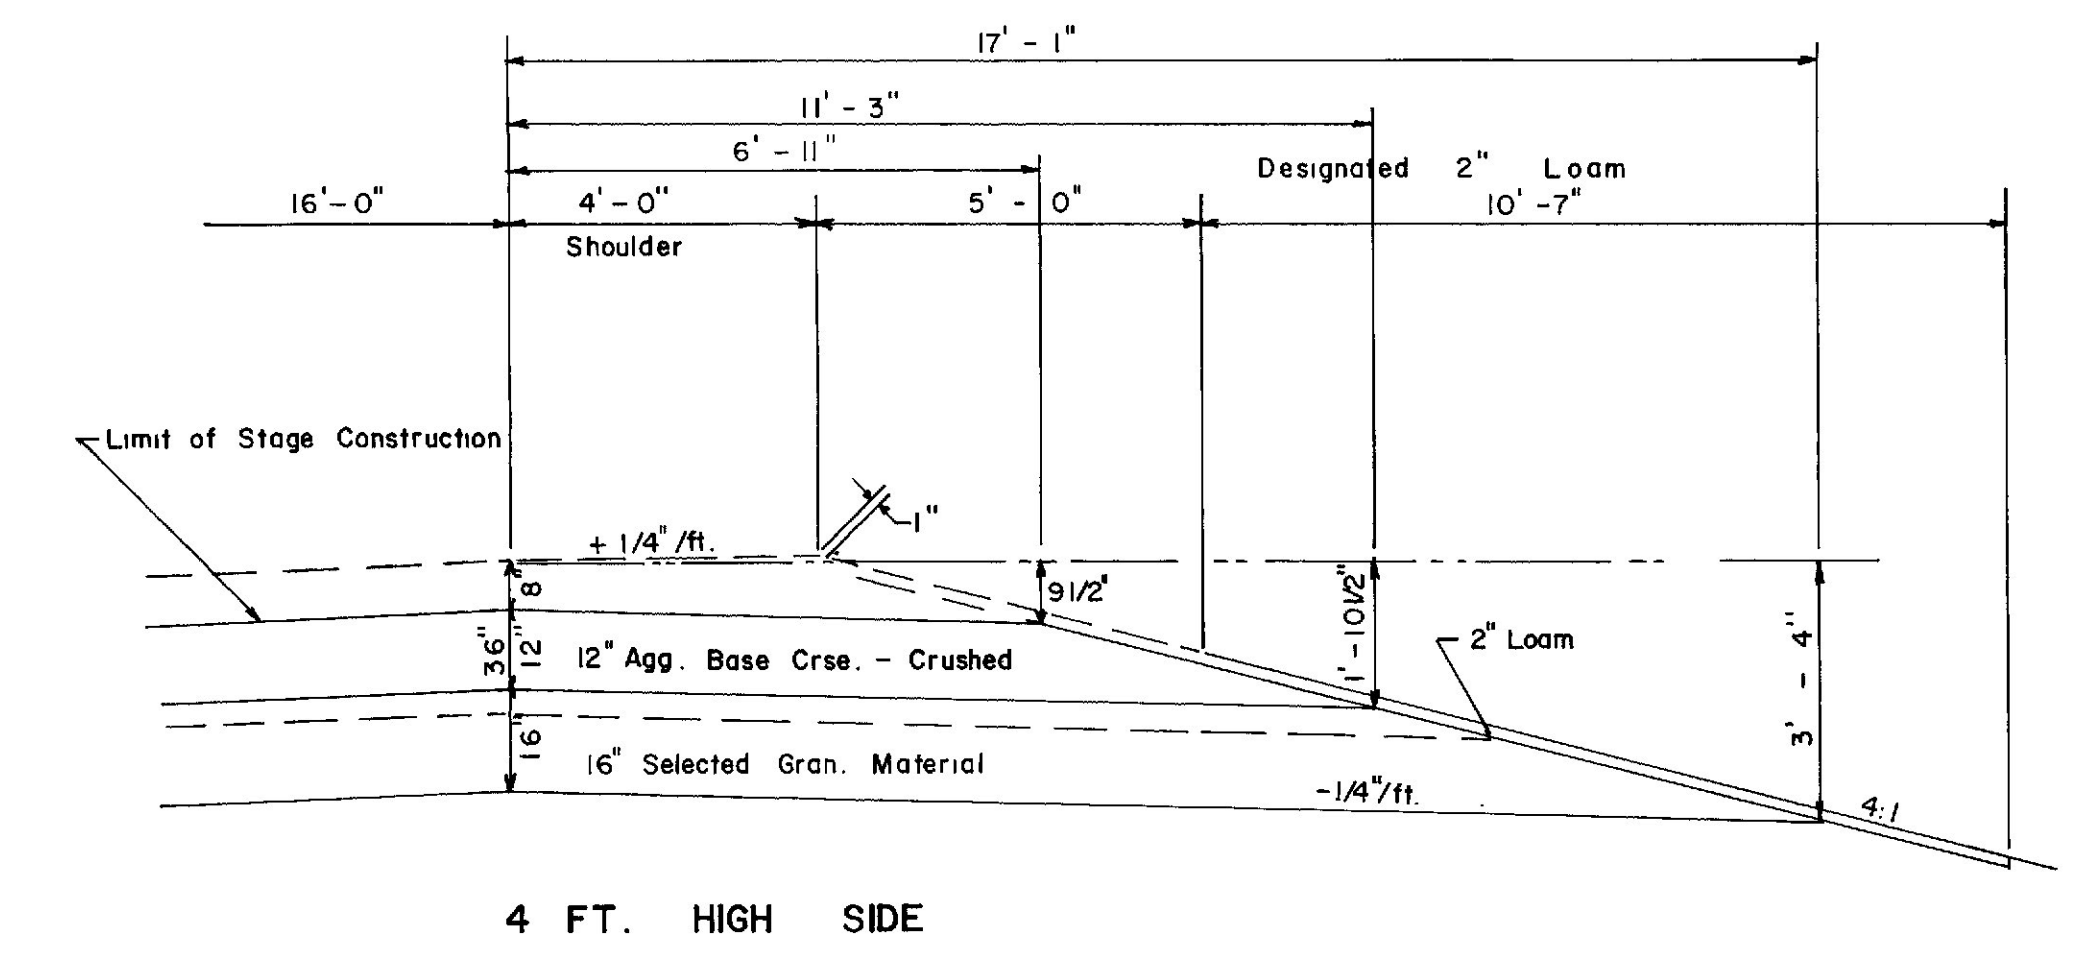 17' - 1"
11' - 3"
6' - 11"
Designated 2" Loam
16' - 0"
4' - 0"
5' - 0"
10' - 7"
Shoulder
Limit of Stage Construction
1"
+ 1/4" /ft.
8"
9 1/2"
1' - 10 1/2"
3' - 4"
36"
12"
12" Agg. Base Crse. - Crushed
2" Loam
16"
16" Selected Gran. Material
-1/4"/ft.
4:1
4 FT. HIGH SIDE